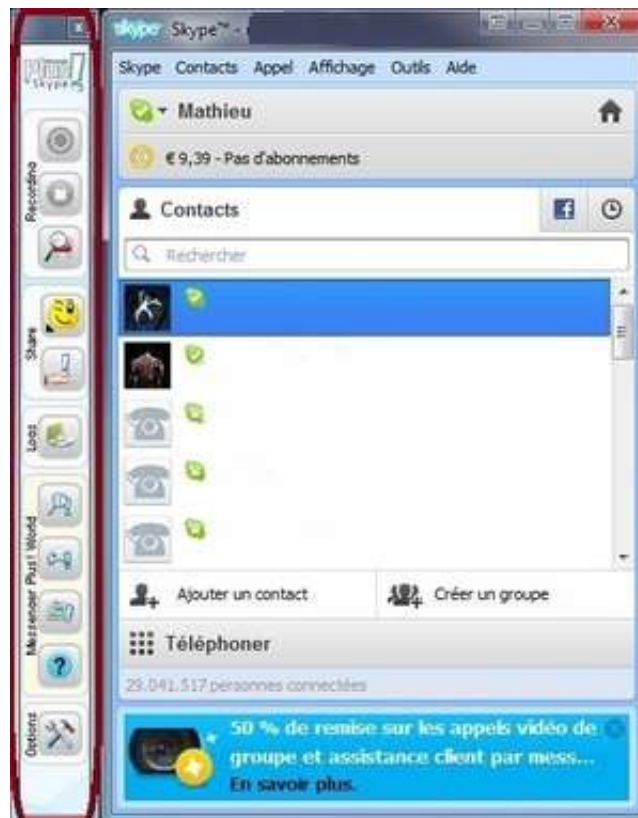 Skype
skype Skype™ -
Skype Contacts Appel Affichage Outils Aide
Mathieu
€ 9,39 - Pas d'abonnements
Contacts
Rechercher
Ajouter un contact
Créer un groupe
Téléphoner
29.041.517 personnes connectées
50 % de remise sur les appels vidéo de
groupe et assistance client par mess...
En savoir plus.
Recording
Share
Logs
Messenger Plus! World
?
Options